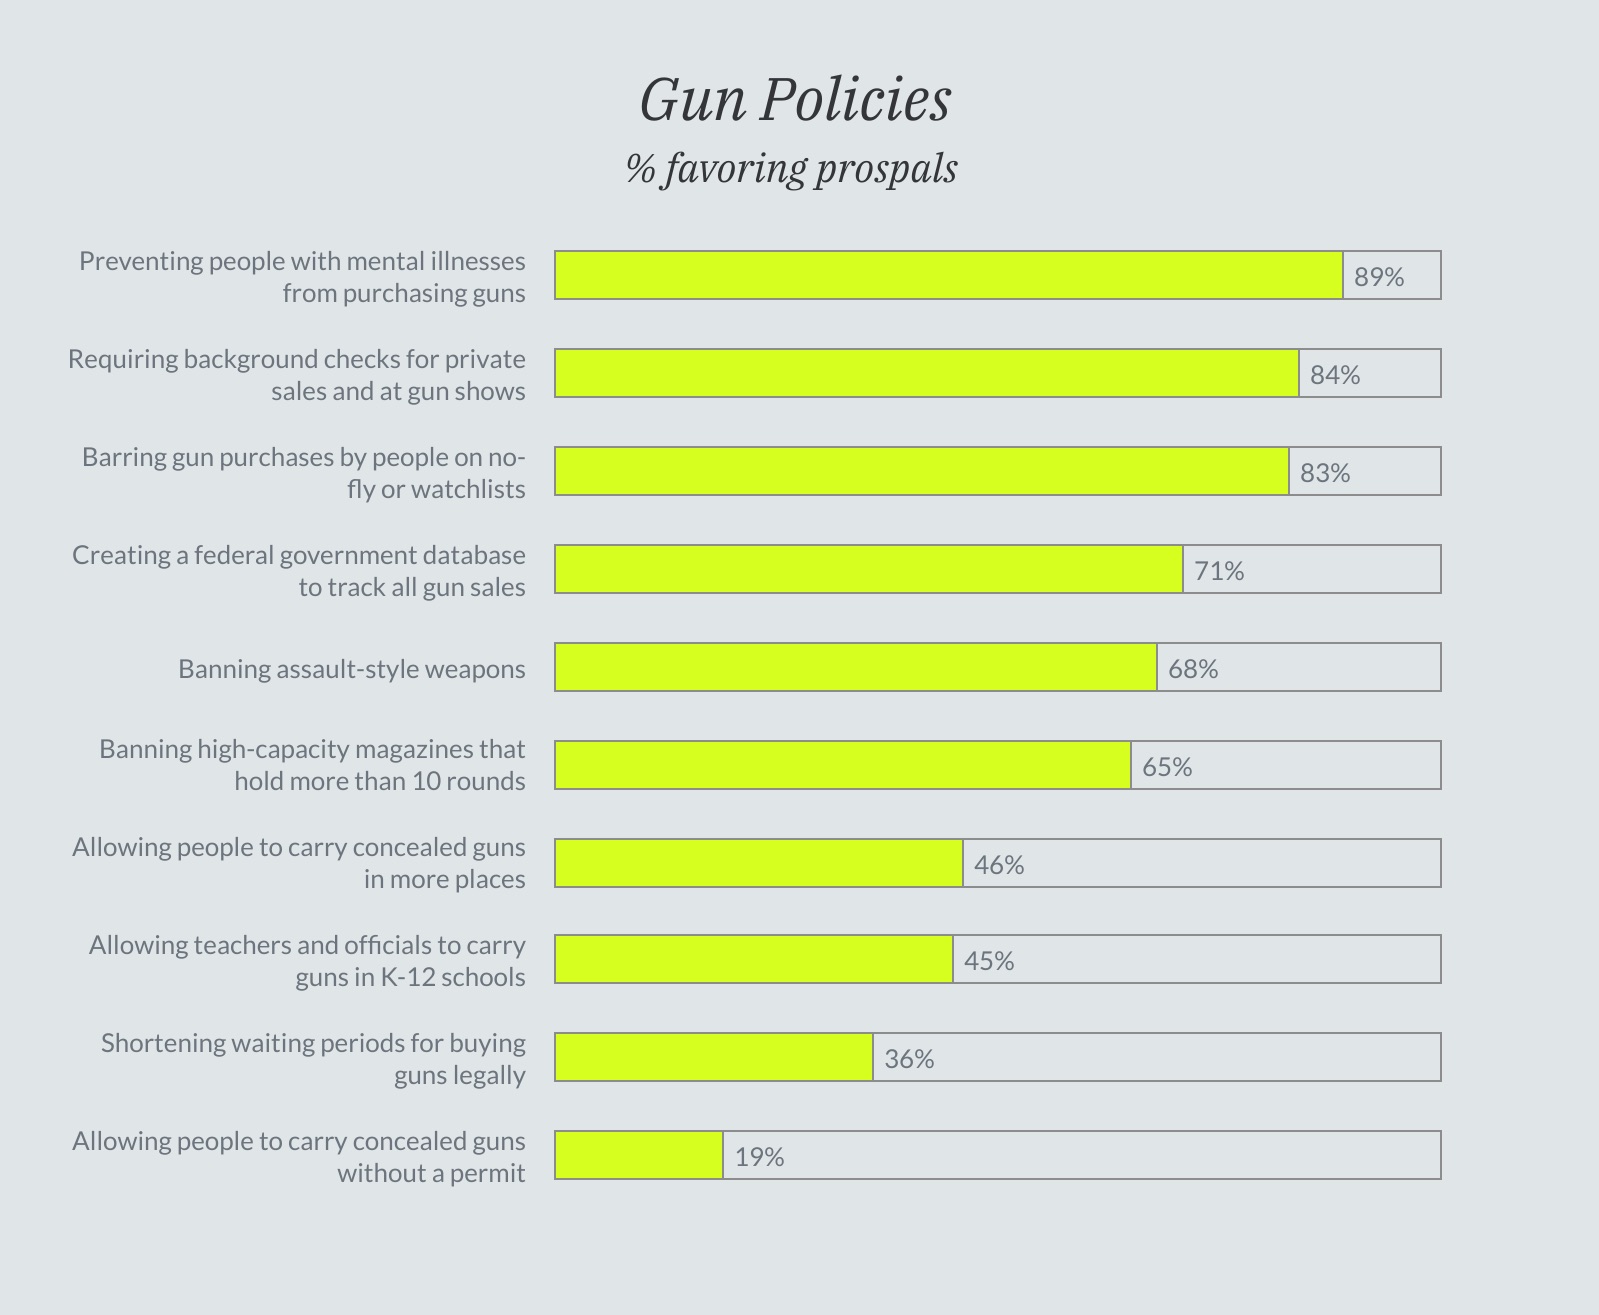 Gun Policies
% favoring prospals
Preventing people with mental illnesses
from purchasing guns
89%
Requiring background checks for private
sales and at gun shows
84%
Barring gun purchases by people on no-
fly or watchlists
83%
Creating a federal government database
to track all gun sales
71%
Banning assault-style weapons
68%
Banning high-capacity magazines that
hold more than 10 rounds
65%
Allowing people to carry concealed guns
in more places
46%
Allowing teachers and officials to carry
guns in K-12 schools
45%
Shortening waiting periods for buying
guns legally
36%
Allowing people to carry concealed guns
without a permit
19%